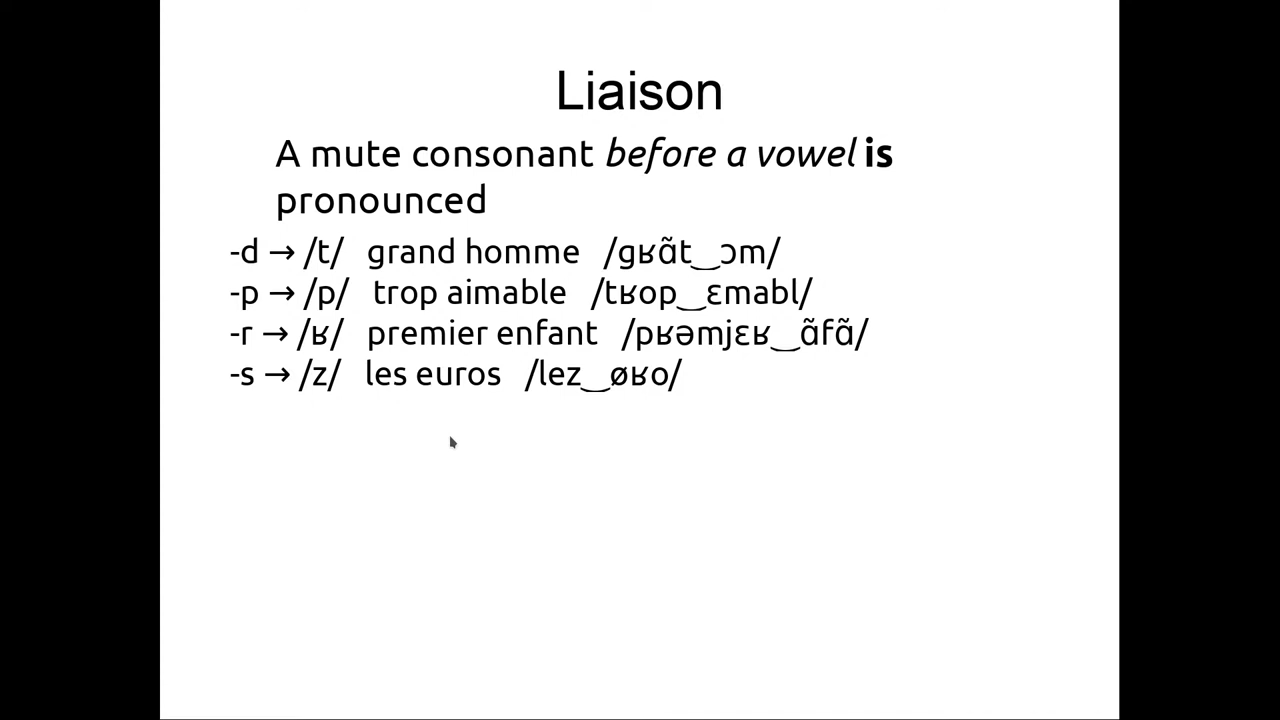 Liaison
A mute consonant before a vowel is
pronounced
-d → /t/ grand homme /gʁɑ̃t‿ɔm/
-p → /p/ trop aimable /tʁop‿ɛmabl/
-r → /ʁ/ premier enfant /pʁəmjɛʁ‿ɑ̃fɑ̃/
-s → /z/ les euros /lez‿øʁo/